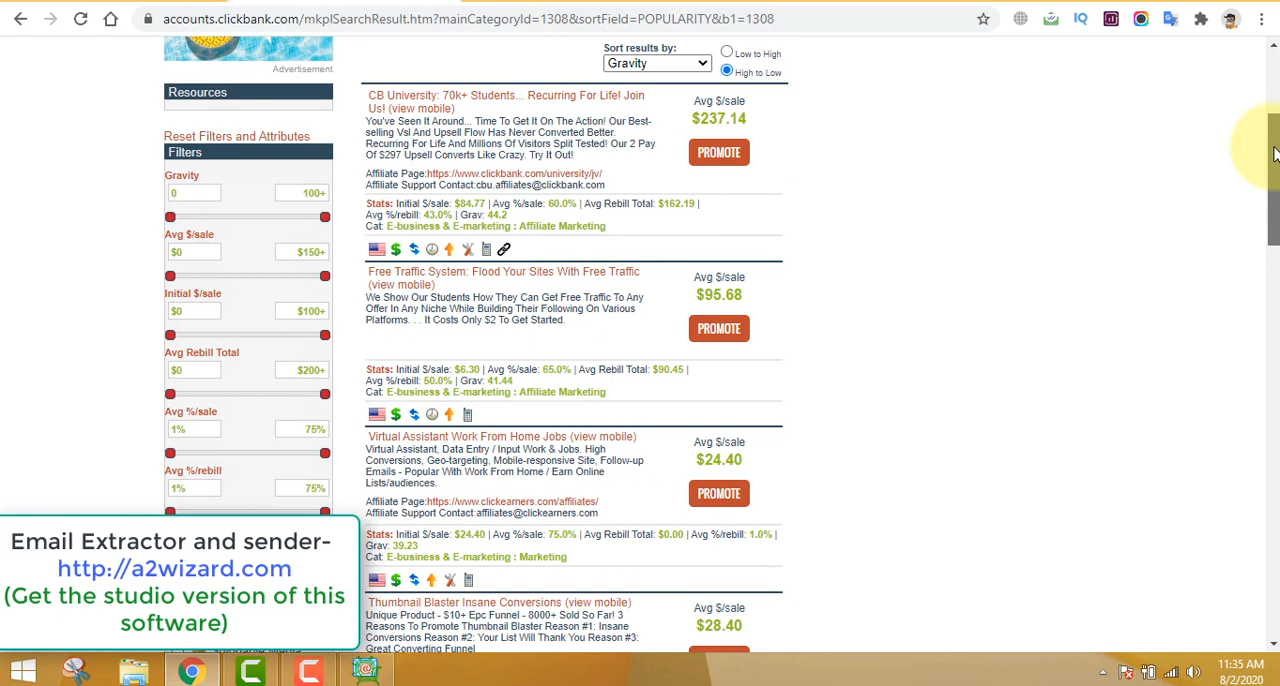 accounts.clickbank.com/mkplSearchResult.htm?mainCategoryId=1308&sortField=POPULARITY&b1=1308
Advertisement
Resources
Reset Filters and Attributes
Filters
Gravity
0 100+
Avg $/sale
$0 $150+
Initial $/sale
$0 $100+
Avg Rebill Total
$0 $200+
Avg %/sale
1% 75%
Avg %/rebill
1% 75%
Sort results by:
Gravity
Low to High
High to Low
CB University: 70k+ Students... Recurring For Life! Join
Us! (view mobile)
You've Seen It Around... Time To Get It On The Action! Our Best-
selling Vsl And Upsell Flow Has Never Converted Better.
Recurring For Life And Millions Of Visitors Split Tested! Our 2 Pay
Of $297 Upsell Converts Like Crazy. Try It Out!
Avg $/sale
$237.14
PROMOTE
Affiliate Page:https://www.clickbank.com/university/jv/
Affiliate Support Contact:cbu.affiliates@clickbank.com
Stats: Initial $/sale: $84.77 | Avg %/sale: 60.0% | Avg Rebill Total: $162.19 |
Avg %/rebill: 43.0% | Grav: 44.2
Cat: E-business & E-marketing : Affiliate Marketing
Free Traffic System: Flood Your Sites With Free Traffic
(view mobile)
We Show Our Students How They Can Get Free Traffic To Any
Offer In Any Niche While Building Their Following On Various
Platforms. . . It Costs Only $2 To Get Started.
Avg $/sale
$95.68
PROMOTE
Stats: Initial $/sale: $6.30 | Avg %/sale: 65.0% | Avg Rebill Total: $90.45 |
Avg %/rebill: 50.0% | Grav: 41.44
Cat: E-business & E-marketing : Affiliate Marketing
Virtual Assistant Work From Home Jobs (view mobile)
Virtual Assistant, Data Entry / Input Work & Jobs. High
Conversions, Geo-targeting, Mobile-responsive Site, Follow-up
Emails - Popular With Work From Home / Earn Online
Lists/audiences.
Avg $/sale
$24.40
PROMOTE
Affiliate Page:https://www.clickearners.com/affiliates/
Affiliate Support Contact:affiliates@clickearners.com
Stats: Initial $/sale: $24.40 | Avg %/sale: 75.0% | Avg Rebill Total: $0.00 | Avg %/rebill: 1.0% |
Grav: 39.23
Cat: E-business & E-marketing : Marketing
Thumbnail Blaster Insane Conversions (view mobile)
Unique Product - $10+ Epc Funnel - 8000+ Sold So Far! 3
Reasons To Promote Thumbnail Blaster Reason #1: Insane
Conversions Reason #2: Your List Will Thank You Reason #3:
Great Converting Funnel
Avg $/sale
$28.40
Email Extractor and sender-
http://a2wizard.com
(Get the studio version of this
software)
11:35 AM
8/2/2020